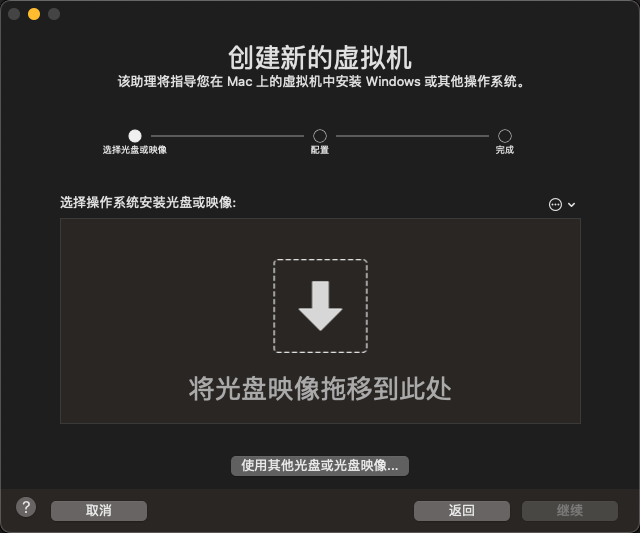 创建新的虚拟机
该助理将指导您在 Mac 上的虚拟机中安装 Windows 或其他操作系统。
选择光盘或映像
配置
完成
选择操作系统安装光盘或映像:
将光盘映像拖移到此处
使用其他光盘或光盘映像...
?
取消
返回
继续